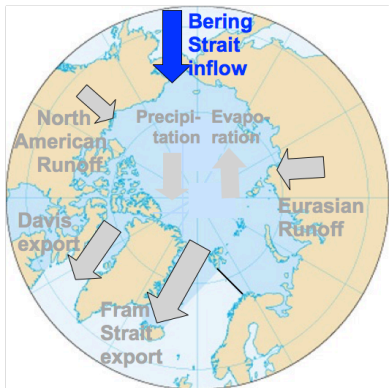 Bering
Strait
inflow
North
American
Runoff
Precipi-
tation
Evapo-
ration
Eurasian
Runoff
Davis
export
Fram
Strait
export